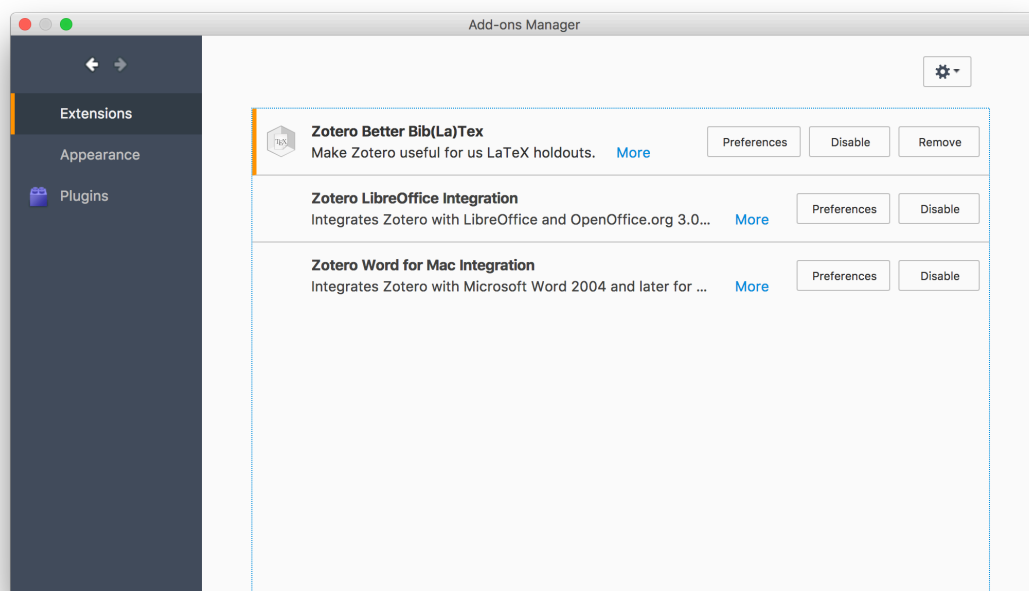 Add-ons Manager
Extensions
Appearance
Plugins
TEX
Zotero Better Bib(La)Tex
Make Zotero useful for us LaTeX holdouts. More
Preferences Disable Remove
Zotero LibreOffice Integration
Integrates Zotero with LibreOffice and OpenOffice.org 3.0... More
Preferences Disable
Zotero Word for Mac Integration
Integrates Zotero with Microsoft Word 2004 and later for ... More
Preferences Disable